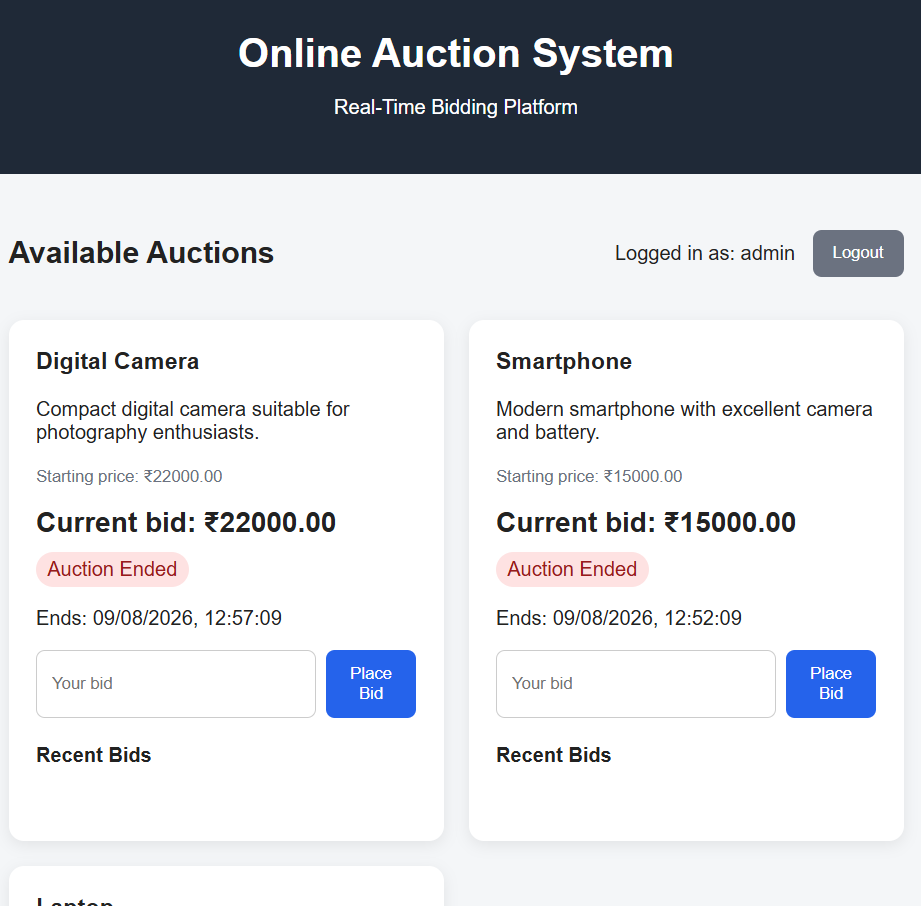 Online Auction System
Real-Time Bidding Platform
Available Auctions
Logged in as: admin
Logout
Digital Camera
Compact digital camera suitable for
photography enthusiasts.
Starting price: ₹22000.00
Current bid: ₹22000.00
Auction Ended
Ends: 09/08/2026, 12:57:09
Your bid
Place
Bid
Recent Bids
Smartphone
Modern smartphone with excellent camera
and battery.
Starting price: ₹15000.00
Current bid: ₹15000.00
Auction Ended
Ends: 09/08/2026, 12:52:09
Your bid
Place
Bid
Recent Bids
Laptop